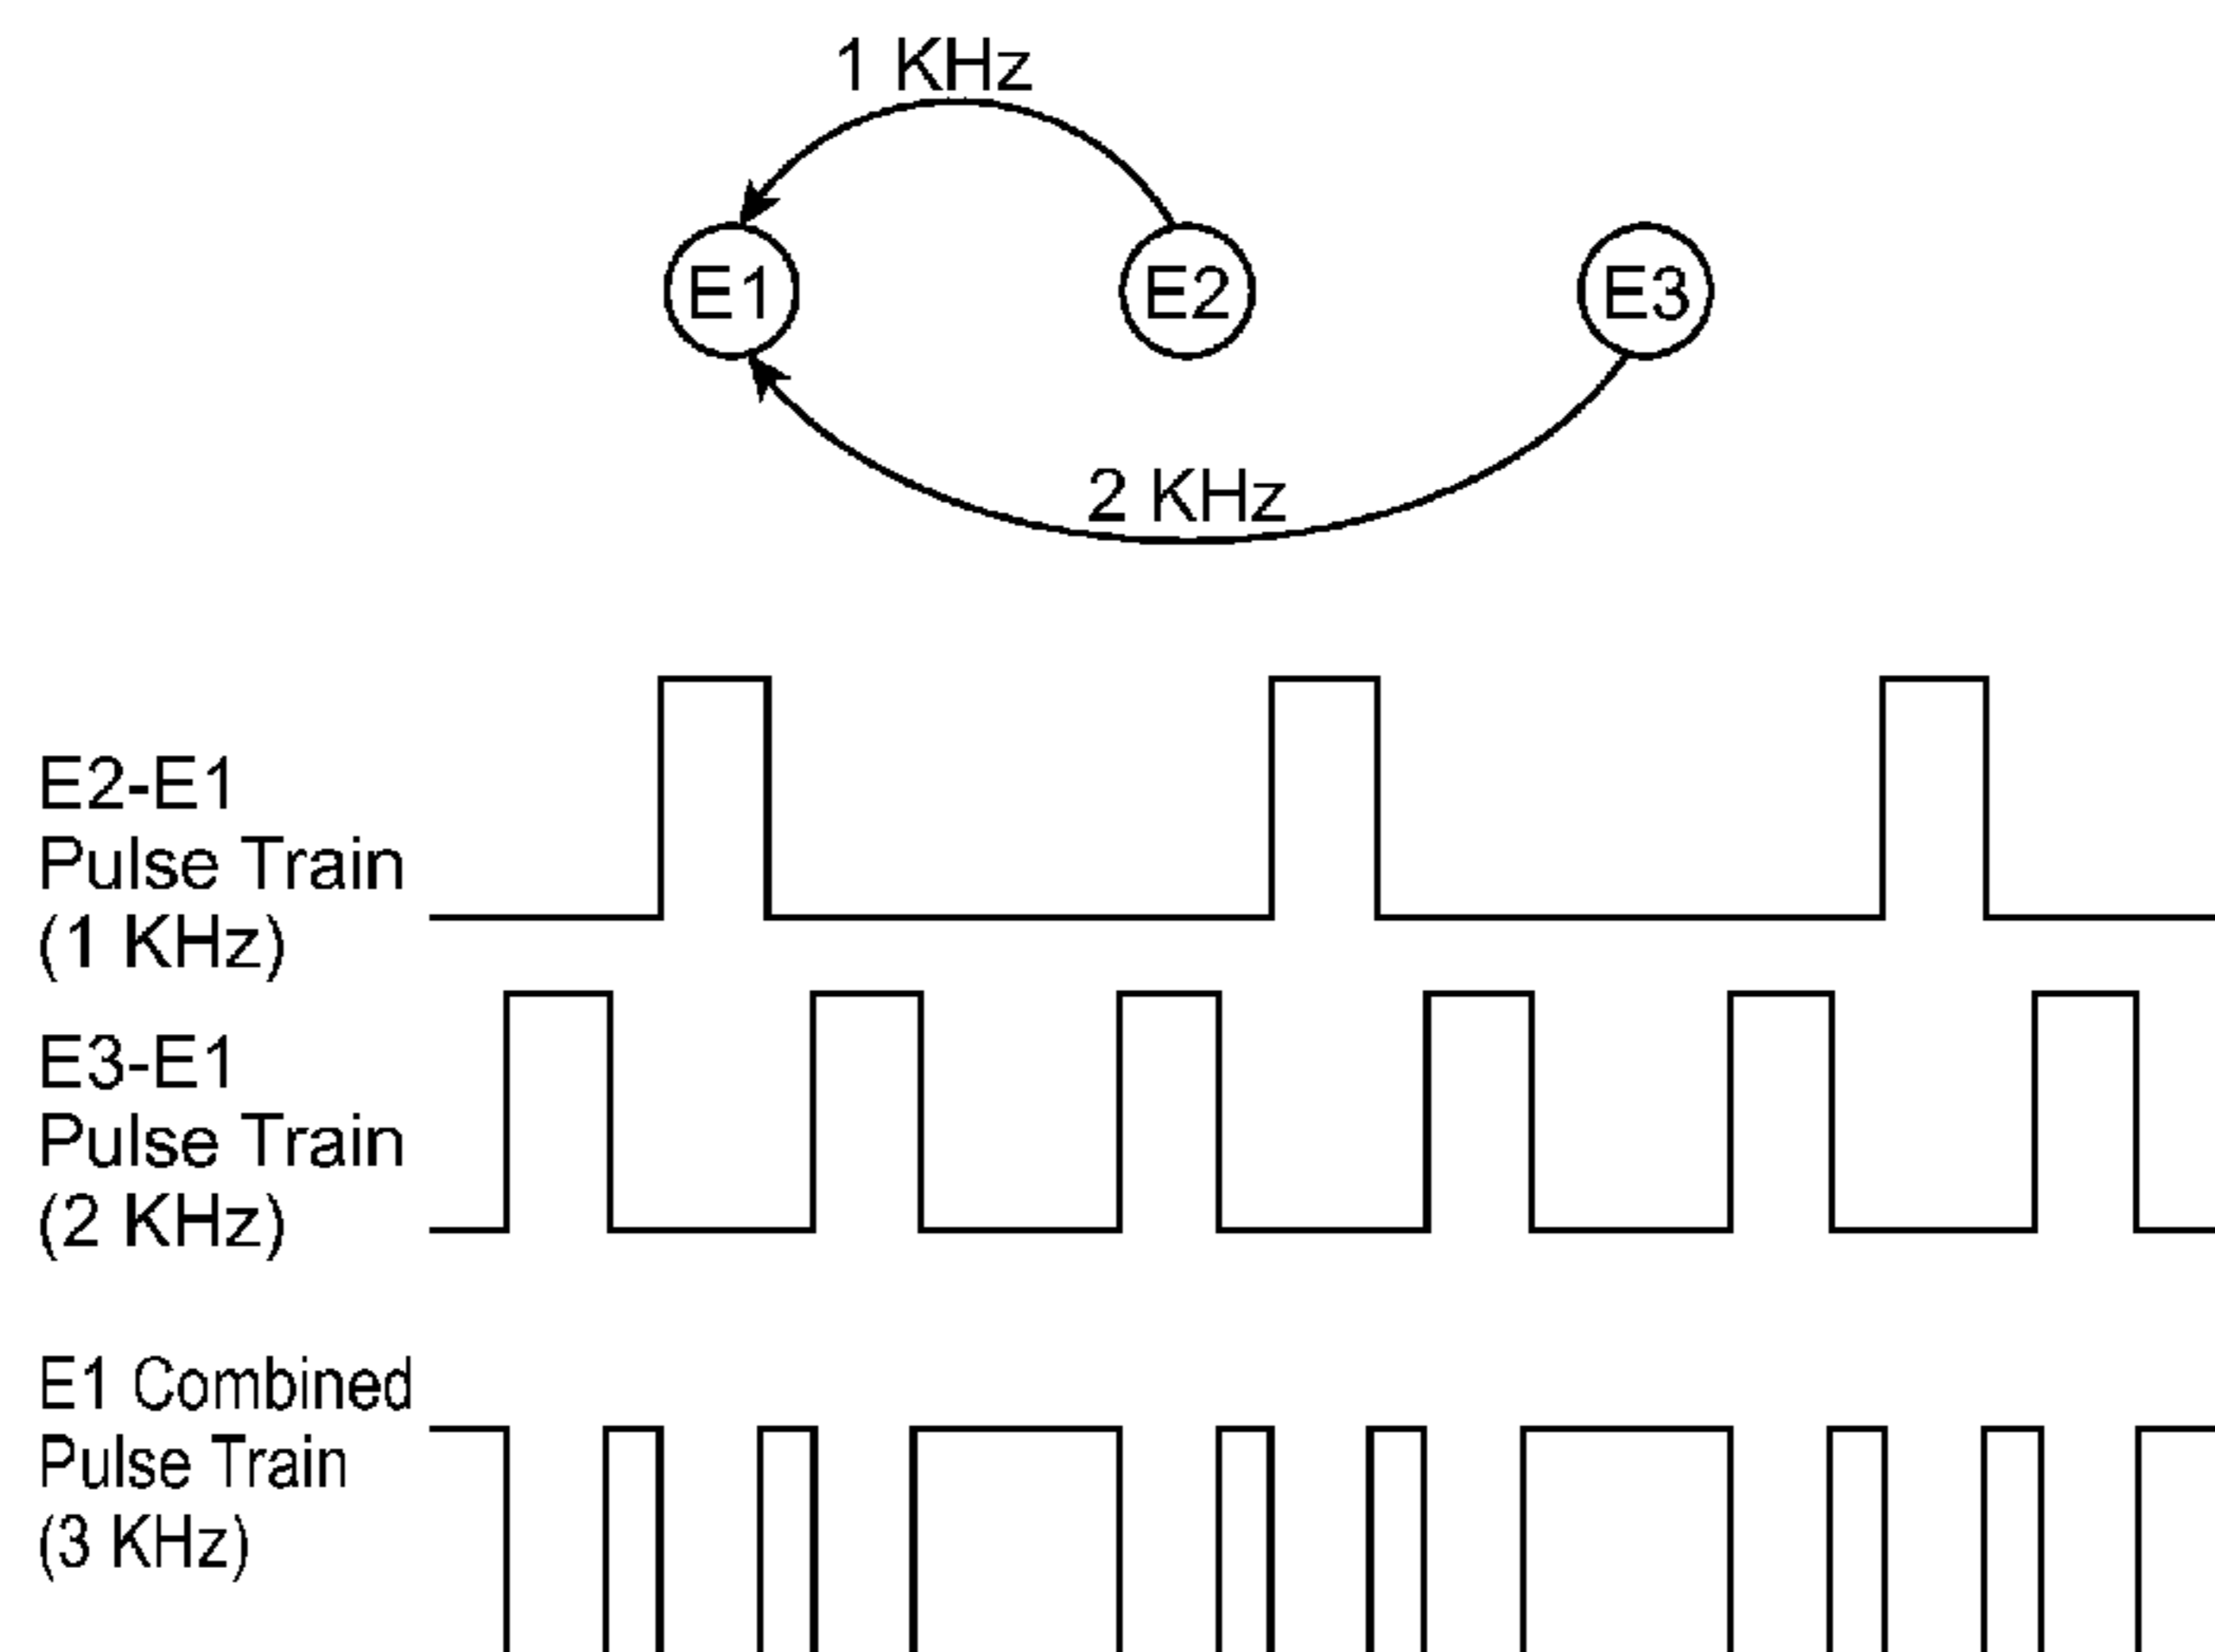 1 KHz
E1
E2
E3
2 KHz
E2-E1
Pulse Train
(1 KHz)
E3-E1
Pulse Train
(2 KHz)
E1 Combined
Pulse Train
(3 KHz)